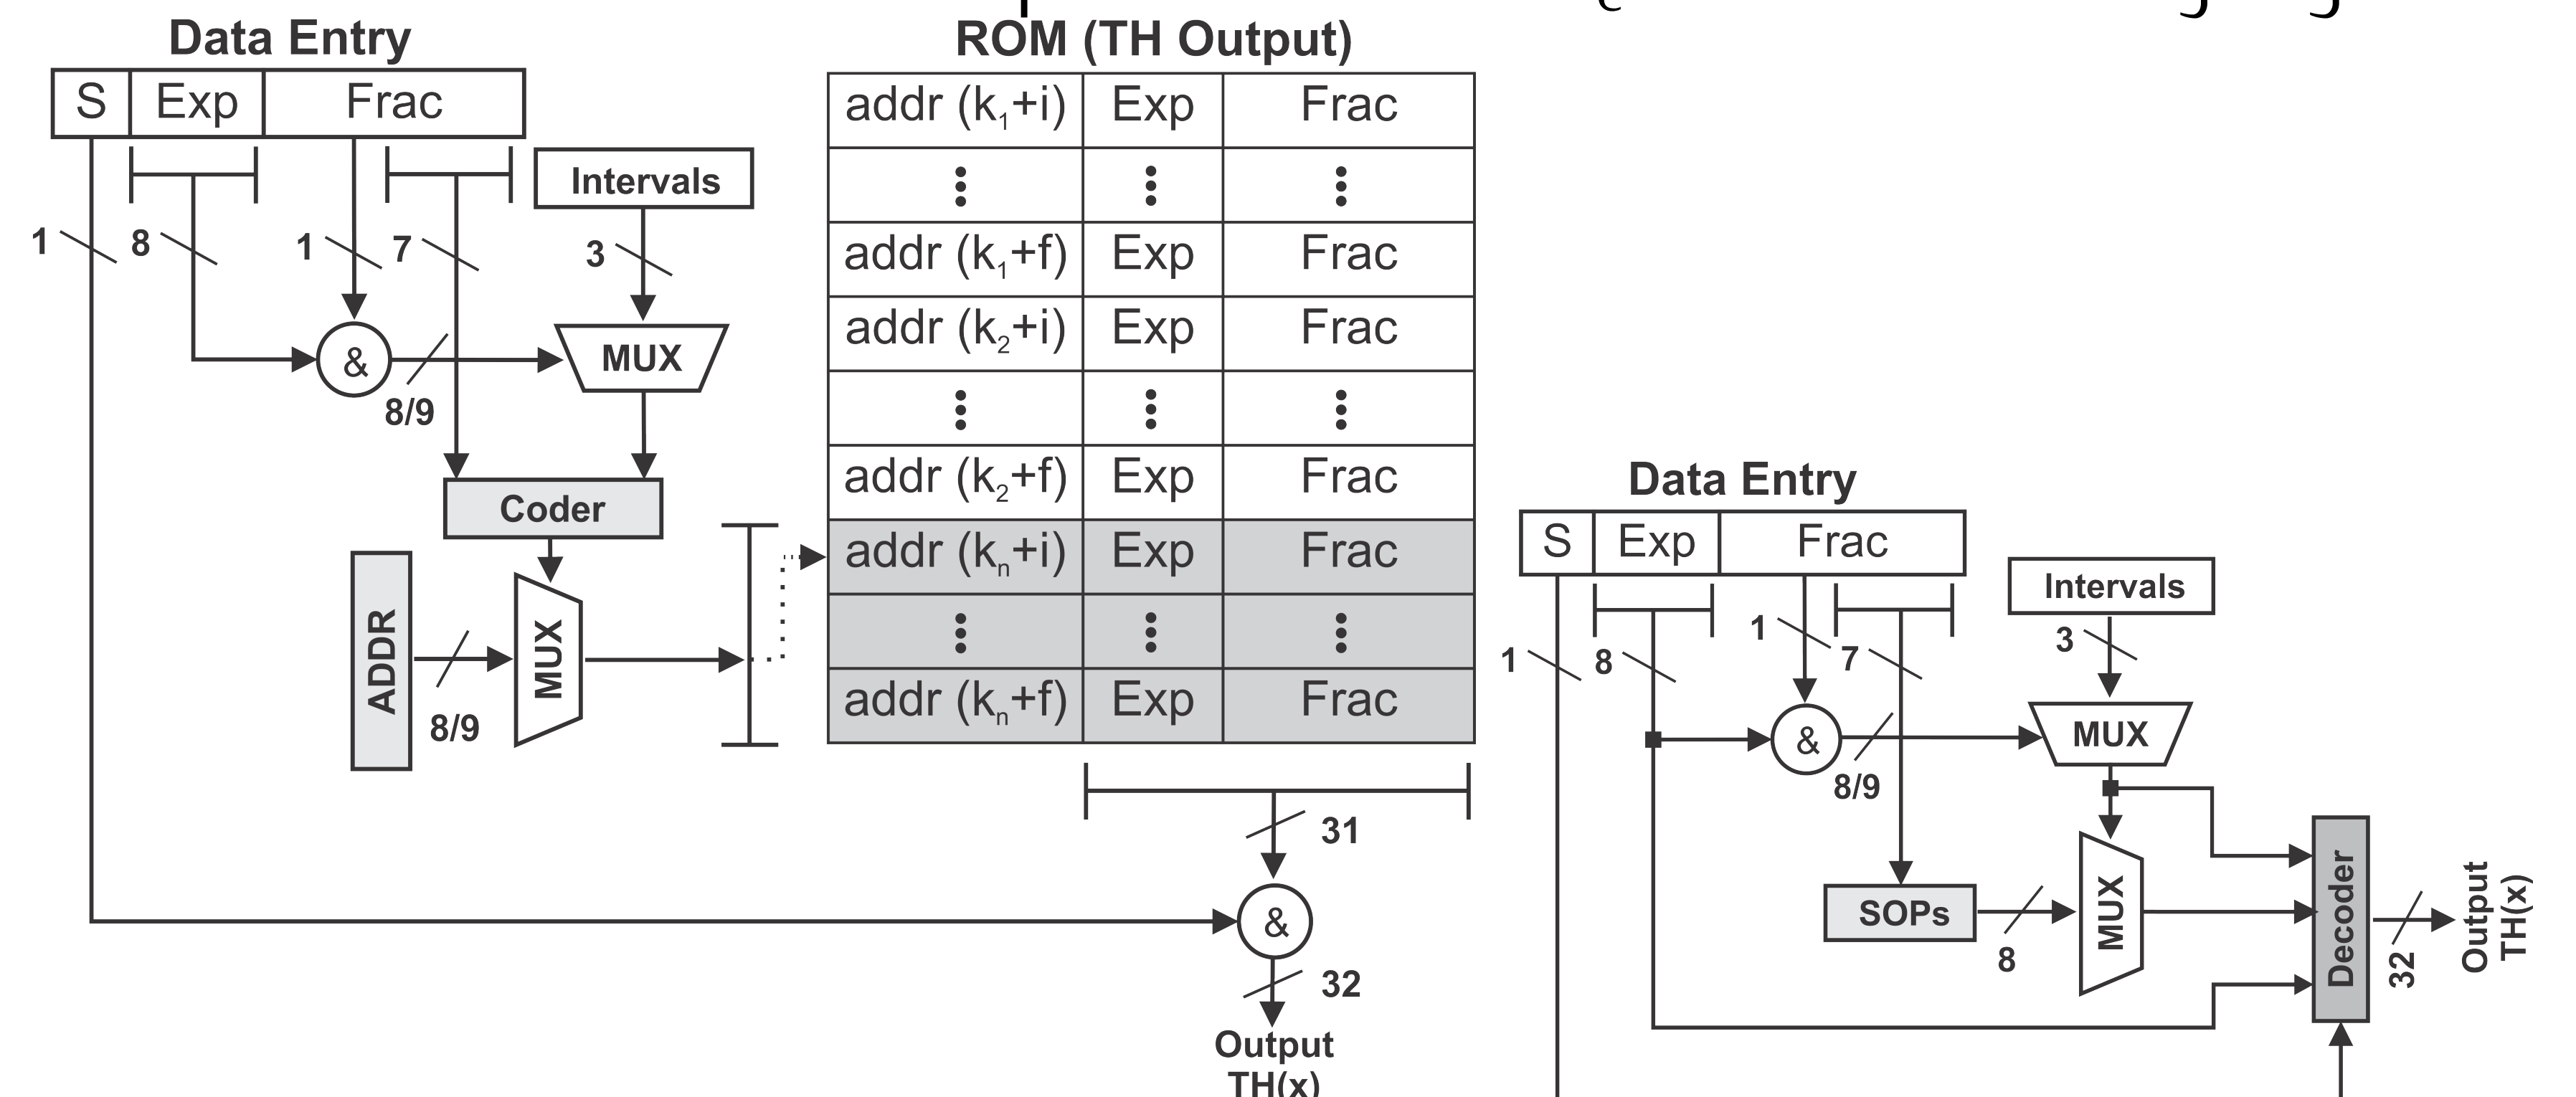 Data Entry
S Exp Frac
Intervals
1 8 1 7 3
& MUX
8/9
Coder
ADDR
8/9
MUX
ROM (TH Output)
addr (k₁+i) Exp Frac
addr (k₁+f) Exp Frac
addr (k₂+i) Exp Frac
addr (k₂+f) Exp Frac
addr (kₙ+i) Exp Frac
addr (kₙ+f) Exp Frac
31
&
32
Output
TH(x)
Data Entry
S Exp Frac
Intervals
1 8 1 7 3
& MUX
8/9
SOPs
8
MUX
Decoder
32
Output
TH(x)